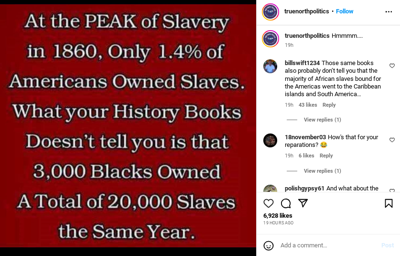 At the PEAK of Slavery
in 1860, Only 1.4% of
Americans Owned Slaves.
What your History Books
Doesn't tell you is that
3,000 Blacks Owned
A Total of 20,000 Slaves
the Same Year.
truenorthpolitics • Follow
truenorthpolitics Hmmmm....
19h
billswift1234 Those same books
also probably don't tell you that the
majority of African slaves bound for
the Americas went to the Caribbean
islands and South America...
19h 43 likes Reply
View replies (1)
18november03 How's that for your
reparations? 😂
19h 6 likes Reply
View replies (1)
polishgypsy61 And what about the
6,928 likes
19 HOURS AGO
Add a comment...
Post